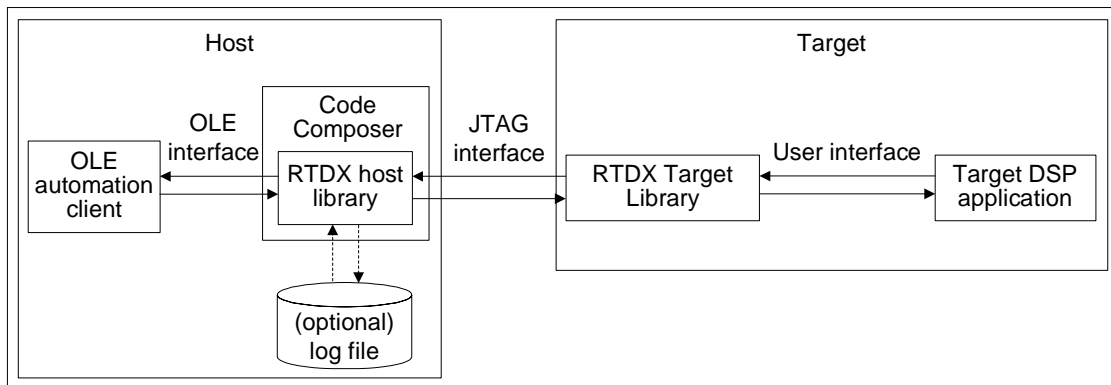 Host
Target
Code
Composer
OLE
interface
JTAG
interface
OLE
automation
client
RTDX host
library
RTDX Target
Library
User interface
Target DSP
application
(optional)
log file